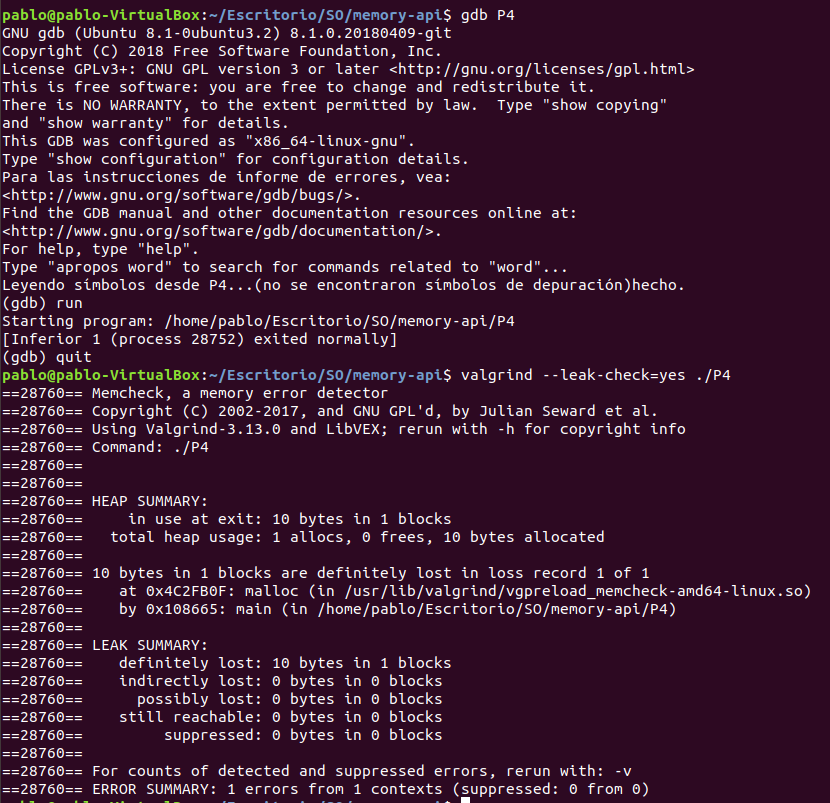 pablo@pablo-VirtualBox:~/Escritorio/SO/memory-api$ gdb P4
GNU gdb (Ubuntu 8.1-0ubuntu3.2) 8.1.0.20180409-git
Copyright (C) 2018 Free Software Foundation, Inc.
License GPLv3+: GNU GPL version 3 or later <http://gnu.org/licenses/gpl.html>
This is free software: you are free to change and redistribute it.
There is NO WARRANTY, to the extent permitted by law.  Type "show copying"
and "show warranty" for details.
This GDB was configured as "x86_64-linux-gnu".
Type "show configuration" for configuration details.
Para las instrucciones de informe de errores, vea:
<http://www.gnu.org/software/gdb/bugs/>.
Find the GDB manual and other documentation resources online at:
<http://www.gnu.org/software/gdb/documentation/>.
For help, type "help".
Type "apropos word" to search for commands related to "word"...
Leyendo símbolos desde P4...(no se encontraron símbolos de depuración)hecho.
(gdb) run
Starting program: /home/pablo/Escritorio/SO/memory-api/P4
[Inferior 1 (process 28752) exited normally]
(gdb) quit
pablo@pablo-VirtualBox:~/Escritorio/SO/memory-api$ valgrind --leak-check=yes ./P4
==28760== Memcheck, a memory error detector
==28760== Copyright (C) 2002-2017, and GNU GPL'd, by Julian Seward et al.
==28760== Using Valgrind-3.13.0 and LibVEX; rerun with -h for copyright info
==28760== Command: ./P4
==28760==
==28760==
==28760== HEAP SUMMARY:
==28760==     in use at exit: 10 bytes in 1 blocks
==28760==   total heap usage: 1 allocs, 0 frees, 10 bytes allocated
==28760==
==28760== 10 bytes in 1 blocks are definitely lost in loss record 1 of 1
==28760==    at 0x4C2FB0F: malloc (in /usr/lib/valgrind/vgpreload_memcheck-amd64-linux.so)
==28760==    by 0x108665: main (in /home/pablo/Escritorio/SO/memory-api/P4)
==28760==
==28760== LEAK SUMMARY:
==28760==    definitely lost: 10 bytes in 1 blocks
==28760==    indirectly lost: 0 bytes in 0 blocks
==28760==      possibly lost: 0 bytes in 0 blocks
==28760==    still reachable: 0 bytes in 0 blocks
==28760==         suppressed: 0 bytes in 0 blocks
==28760==
==28760== For counts of detected and suppressed errors, rerun with: -v
==28760== ERROR SUMMARY: 1 errors from 1 contexts (suppressed: 0 from 0)